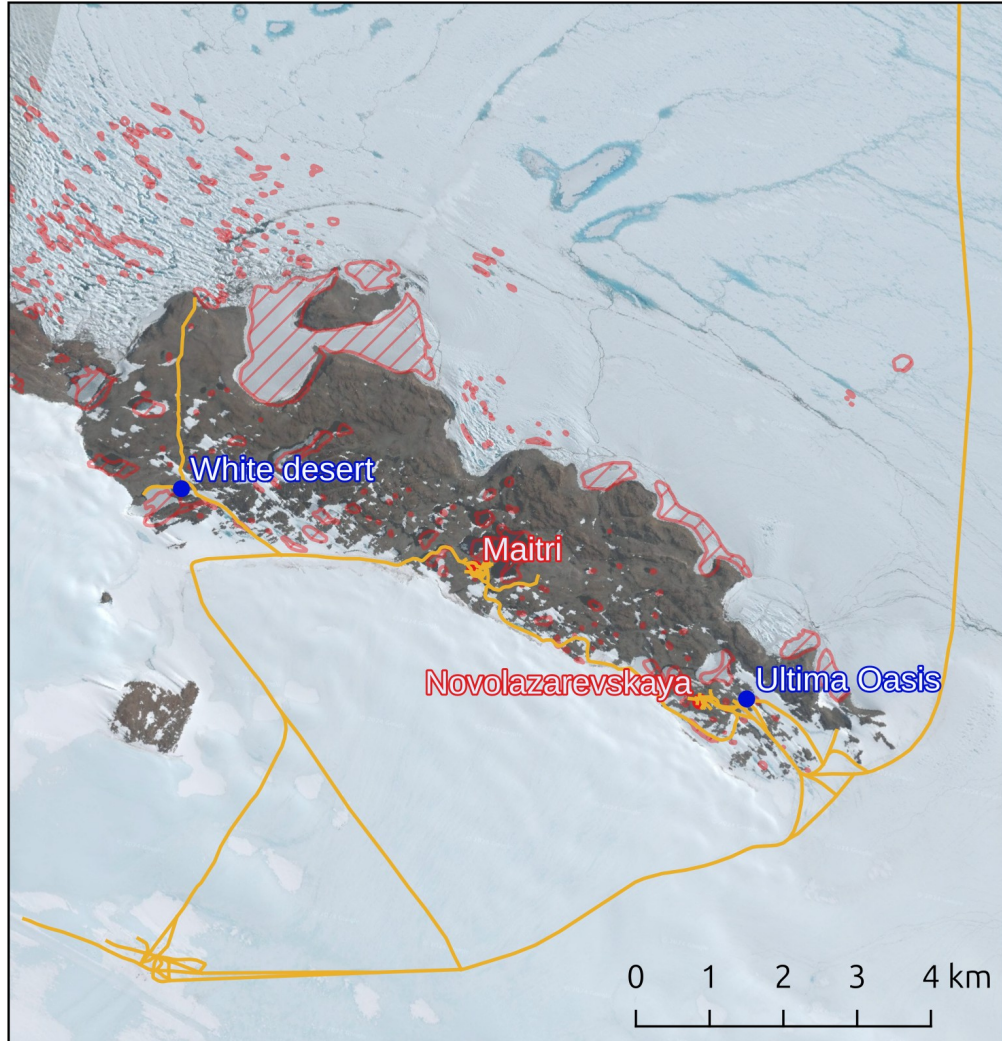 White desert
Maitri
Novolazarevskaya
Ultima Oasis
0 1 2 3 4 km